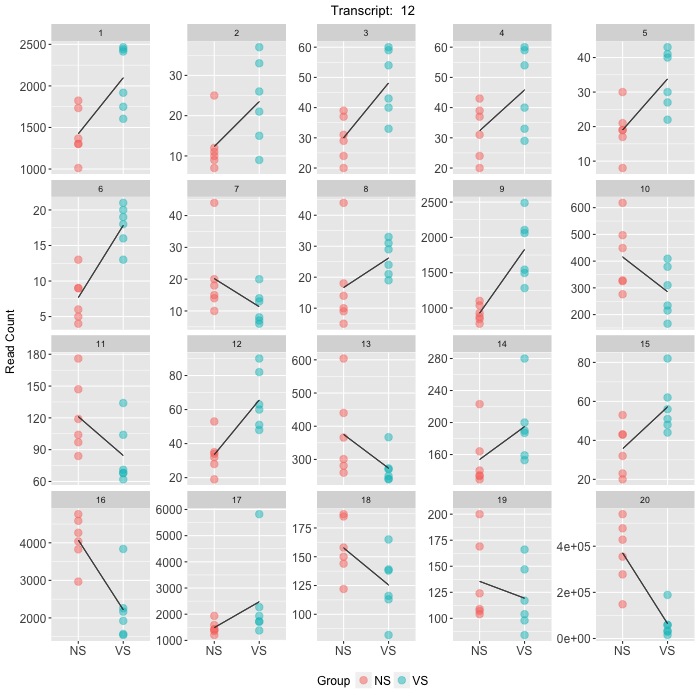 Transcript: 12
1 2 3 4 5
2500 2000 1500 1000
30 20 10
60 50 40 30 20
60 50 40 30 20
40 30 20 10
6 7 8 9 10
20 15 10 5
40 30 20 10
40 30 20 10
2500 2000 1500 1000
600 500 400 300 200
Read Count
11 12 13 14 15
180 150 120 90 60
80 60 40 20
600 500 400 300
280 240 200 160
80 60 40 20
16 17 18 19 20
4000 3000 2000
6000 5000 4000 3000 2000 1000
175 150 125 100
200 175 150 125 100
4e+05 2e+05 0e+00
NS VS NS VS NS VS NS VS NS VS
Group NS VS